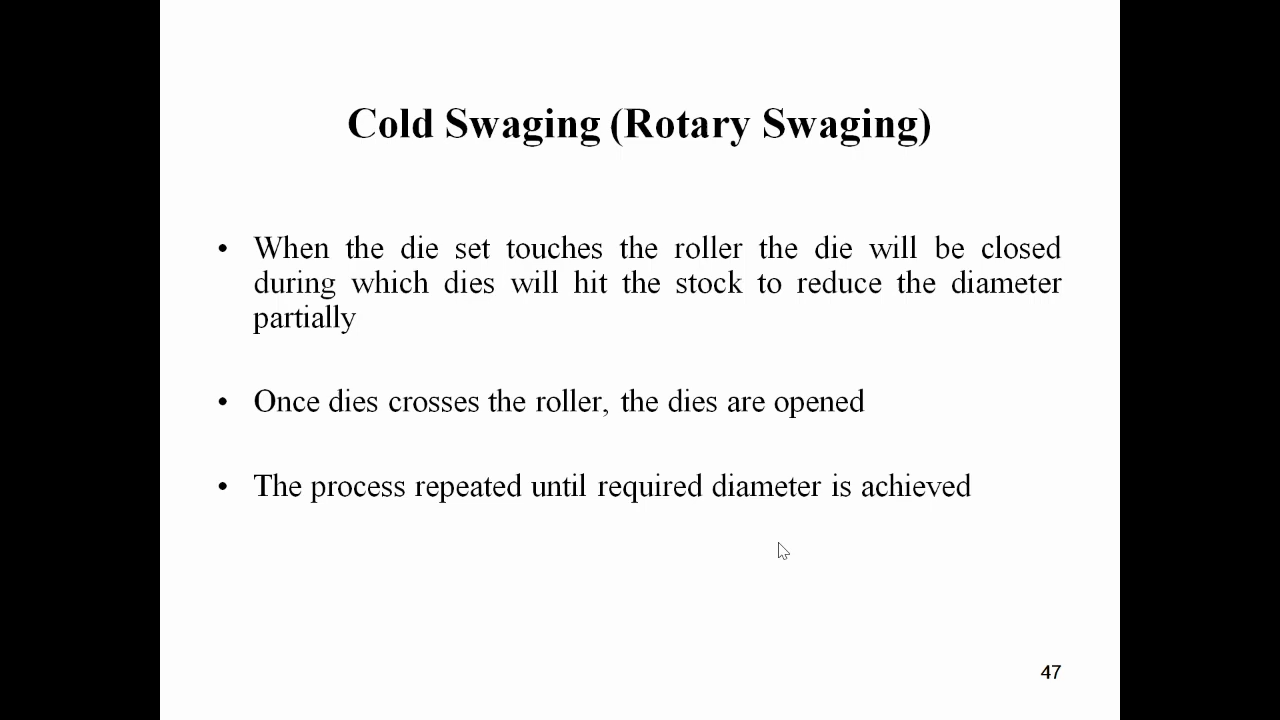 Cold Swaging (Rotary Swaging)
• When the die set touches the roller the die will be closed
during which dies will hit the stock to reduce the diameter
partially
• Once dies crosses the roller, the dies are opened
• The process repeated until required diameter is achieved
47